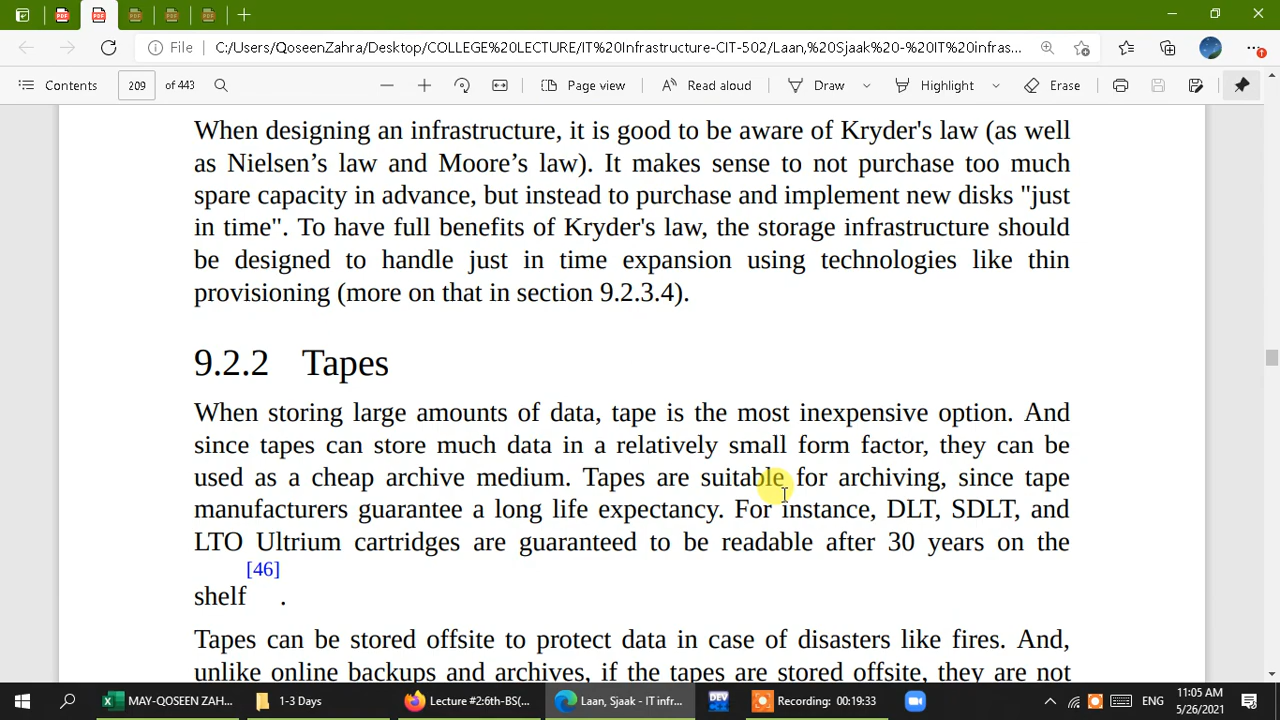 File
C:/Users/QoseenZahra/Desktop/COLLEGE%20LECTURE/IT%20Infrastructure-CIT-502/Laan,%20Sjaak%20-%20IT%20infras...
Contents
209
of 443
Page view
Read aloud
Draw
Highlight
Erase
When designing an infrastructure, it is good to be aware of Kryder's law (as well
as Nielsen’s law and Moore’s law). It makes sense to not purchase too much
spare capacity in advance, but instead to purchase and implement new disks "just
in time". To have full benefits of Kryder's law, the storage infrastructure should
be designed to handle just in time expansion using technologies like thin
provisioning (more on that in section 9.2.3.4).
9.2.2 Tapes
When storing large amounts of data, tape is the most inexpensive option. And
since tapes can store much data in a relatively small form factor, they can be
used as a cheap archive medium. Tapes are suitable for archiving, since tape
manufacturers guarantee a long life expectancy. For instance, DLT, SDLT, and
LTO Ultrium cartridges are guaranteed to be readable after 30 years on the
shelf[46].
Tapes can be stored offsite to protect data in case of disasters like fires. And,
unlike online backups and archives, if the tapes are stored offsite, they are not
MAY-QOSEEN ZAH...
1-3 Days
Lecture #2:6th-BS(...
Laan, Sjaak - IT infr...
DEV
Recording: 00:19:33
ENG
11:05 AM
5/26/2021